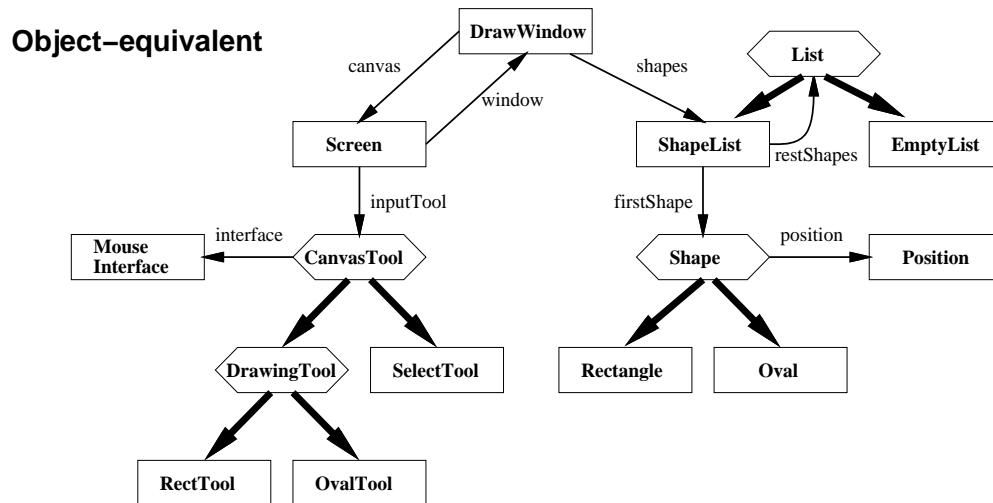 Object–equivalent
DrawWindow
List
canvas
shapes
window
Screen
ShapeList
restShapes
EmptyList
inputTool
firstShape
interface
position
Mouse
Interface
CanvasTool
Shape
Position
DrawingTool
SelectTool
Rectangle
Oval
RectTool
OvalTool